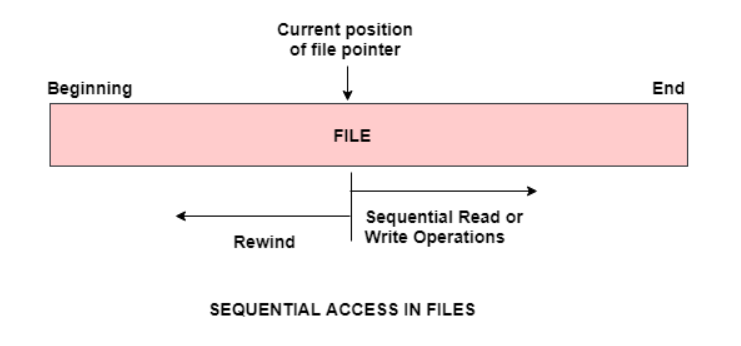 Current position
of file pointer
Beginning
End
FILE
Sequential Read or
Write Operations
Rewind
SEQUENTIAL ACCESS IN FILES